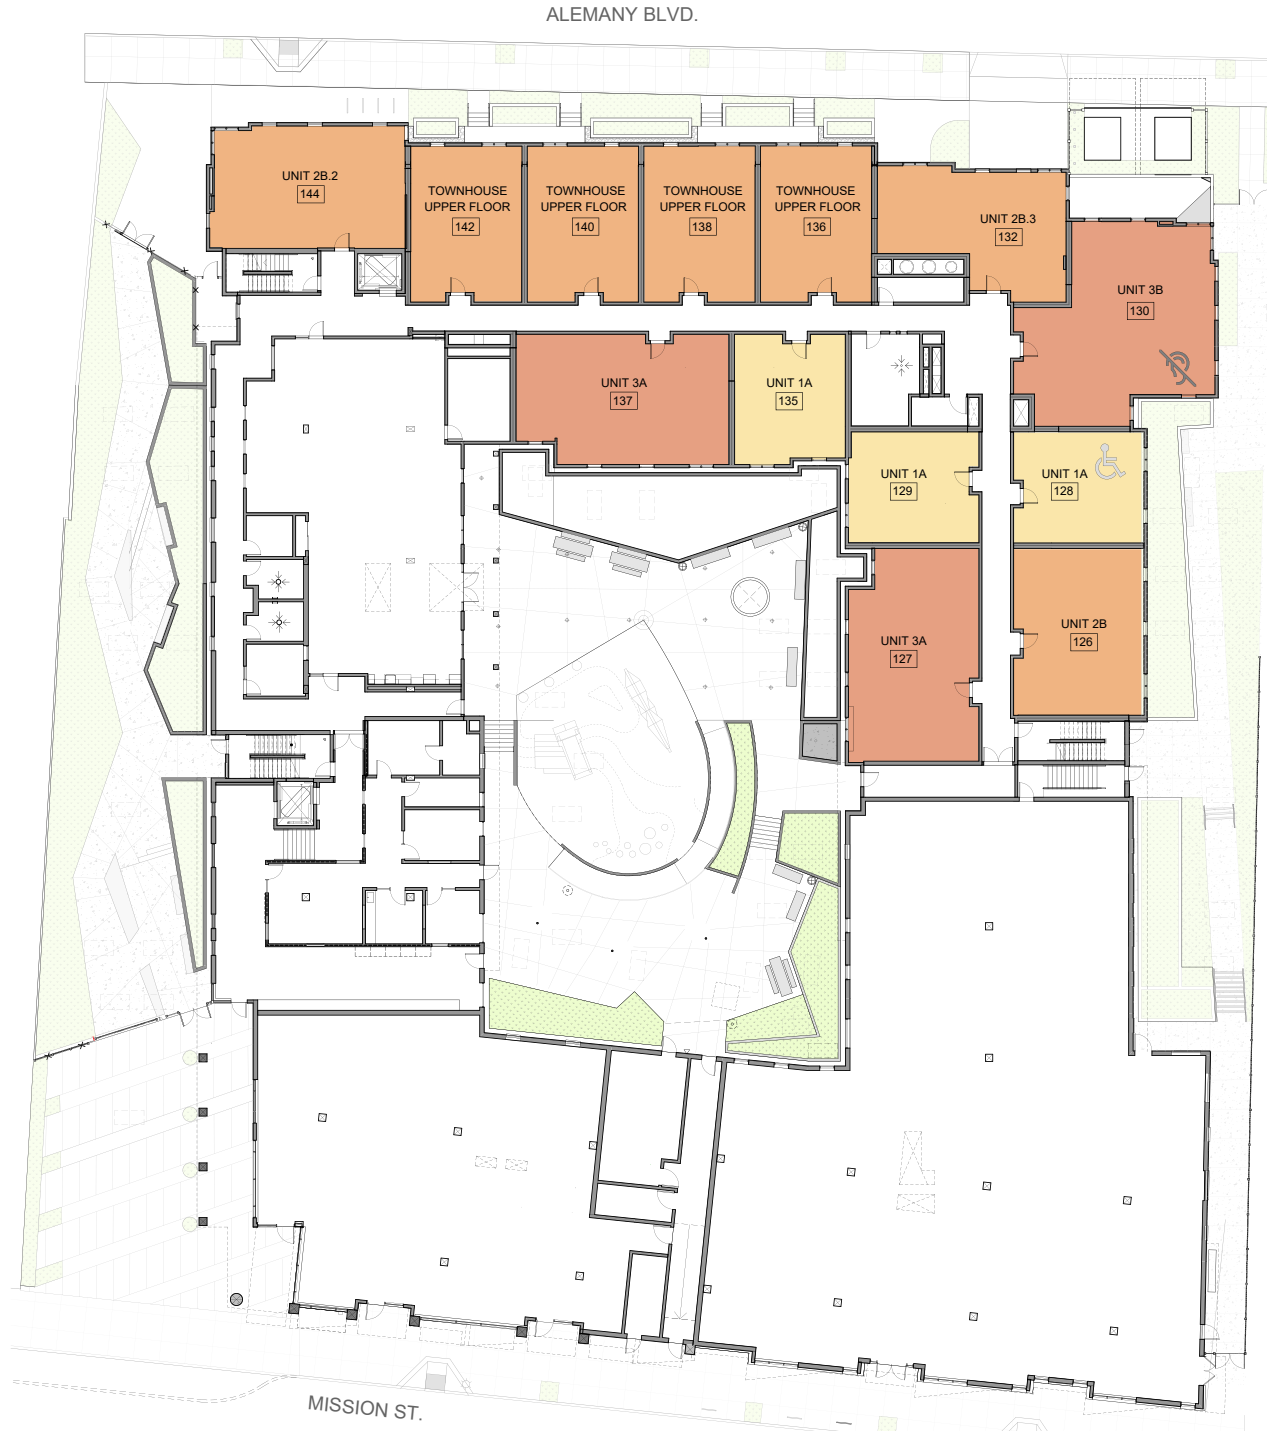 ALEMANY BLVD.
UNIT 2B.2
144
TOWNHOUSE
UPPER FLOOR
142
TOWNHOUSE
UPPER FLOOR
140
TOWNHOUSE
UPPER FLOOR
138
TOWNHOUSE
UPPER FLOOR
136
UNIT 2B.3
132
UNIT 3B
130
UNIT 3A
137
UNIT 1A
135
UNIT 1A
129
UNIT 1A
128
UNIT 3A
127
UNIT 2B
126
MISSION ST.